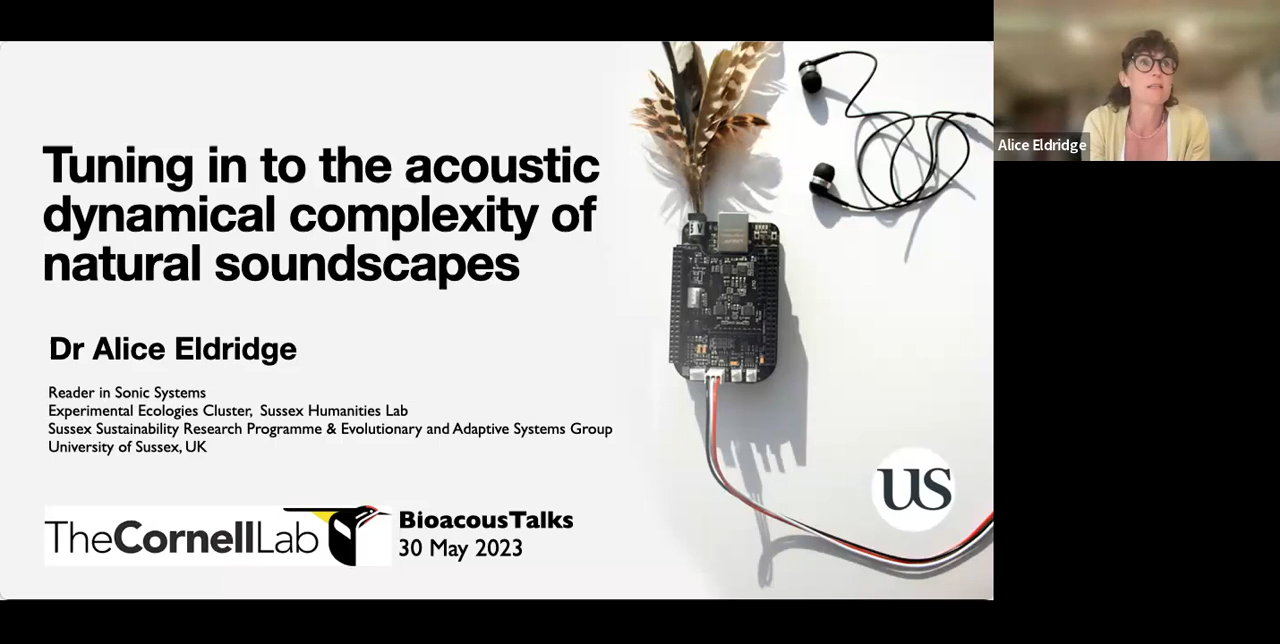 Tuning in to the acoustic
dynamical complexity of
natural soundscapes
Dr Alice Eldridge
Reader in Sonic Systems
Experimental Ecologies Cluster, Sussex Humanities Lab
Sussex Sustainability Research Programme & Evolutionary and Adaptive Systems Group
University of Sussex, UK
TheCornellLab
BioacousTalks
30 May 2023
us
Alice Eldridge